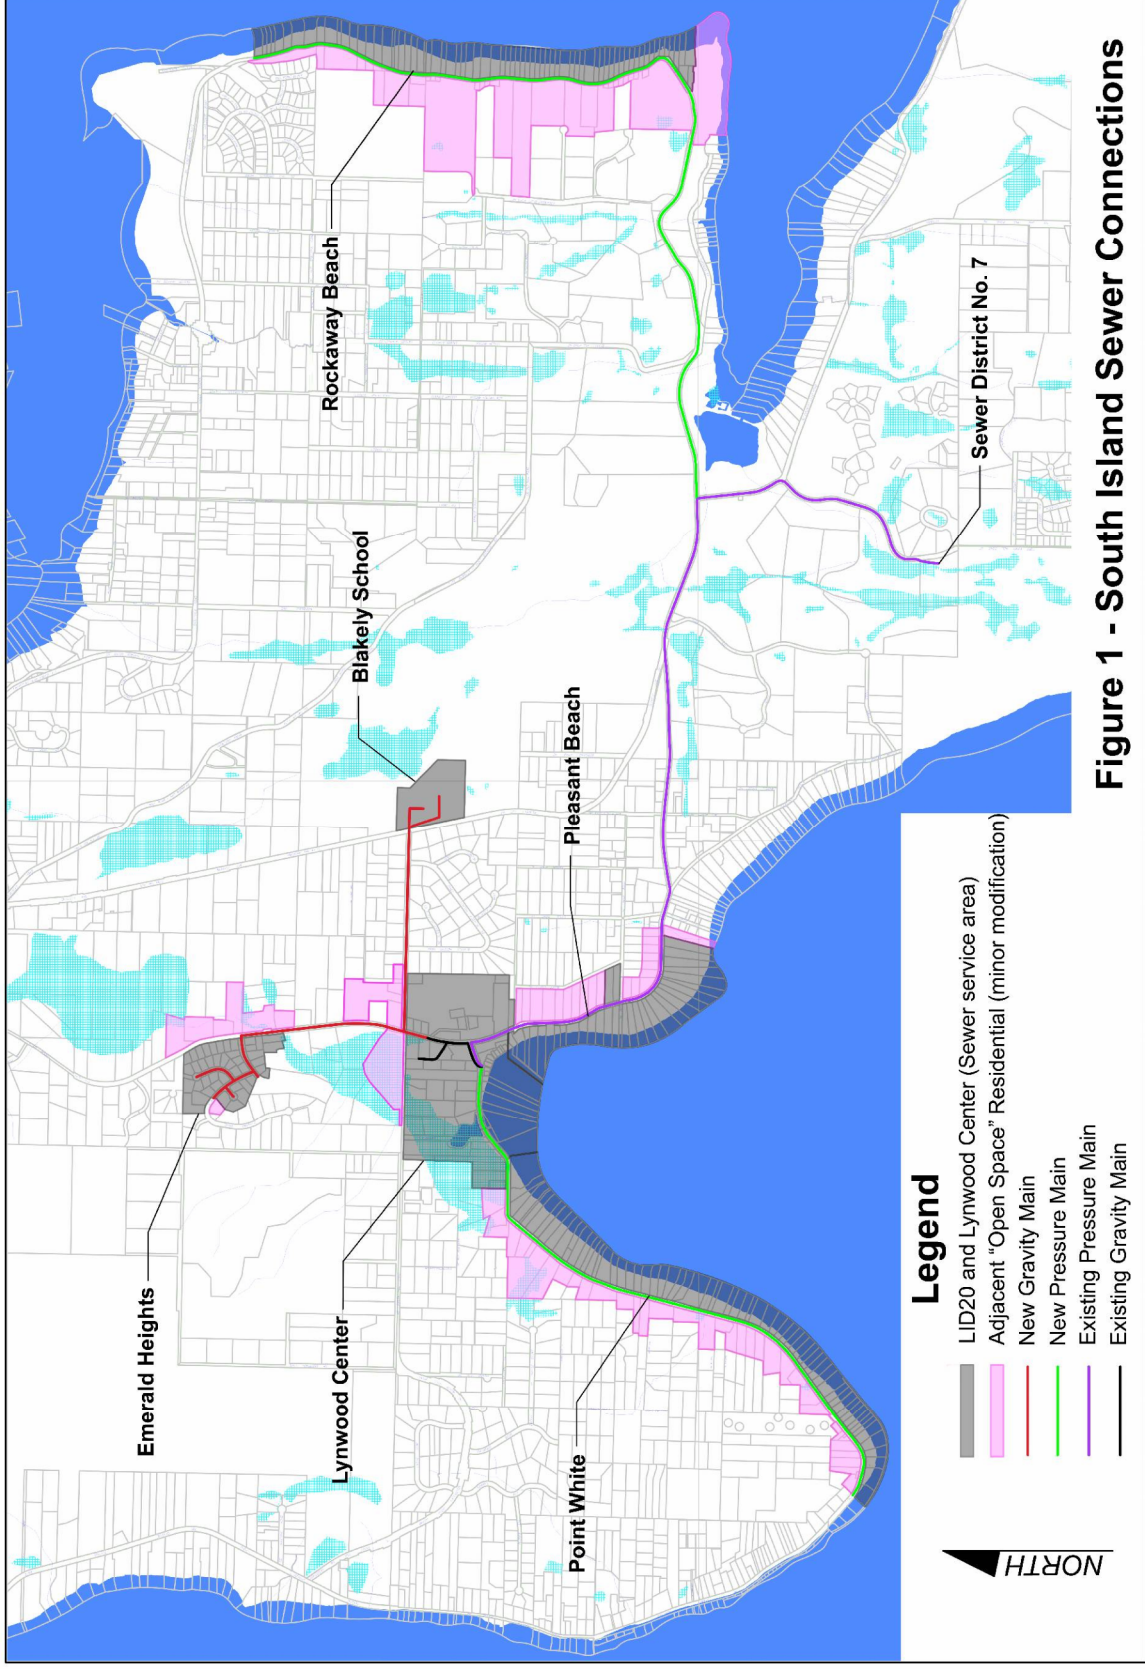 Rockaway Beach
Blakely School
Sewer District No. 7
Pleasant Beach
Emerald Heights
Lynwood Center
Point White
Legend
LID20 and Lynwood Center (Sewer service area)
Adjacent “Open Space” Residential (minor modification)
New Gravity Main
New Pressure Main
Existing Pressure Main
Existing Gravity Main
NORTH
Figure 1 - South Island Sewer Connections